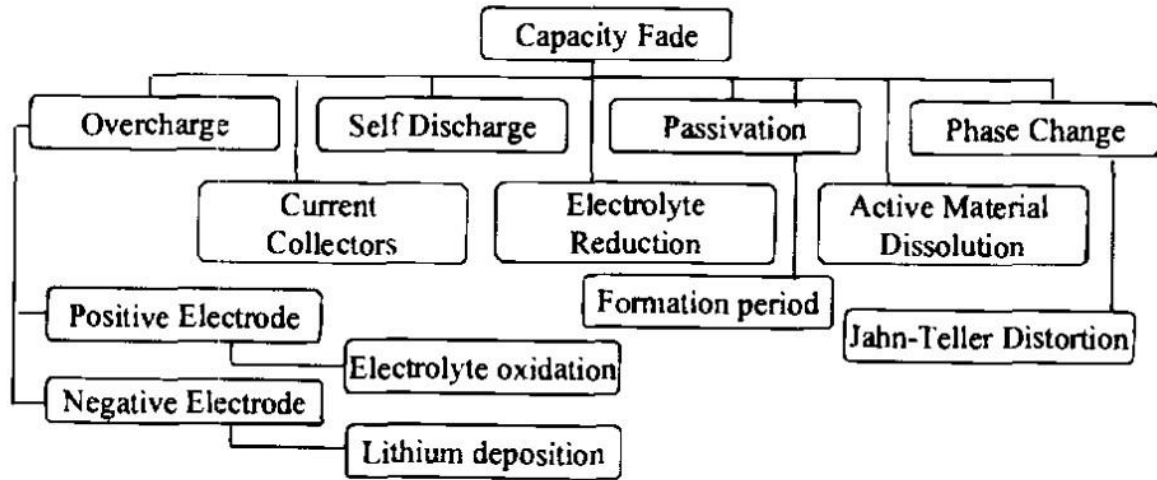 Capacity Fade
Overcharge
Self Discharge
Passivation
Phase Change
Current
Collectors
Electrolyte
Reduction
Active Material
Dissolution
Formation period
Positive Electrode
Jahn-Teller Distortion
Electrolyte oxidation
Negative Electrode
Lithium deposition